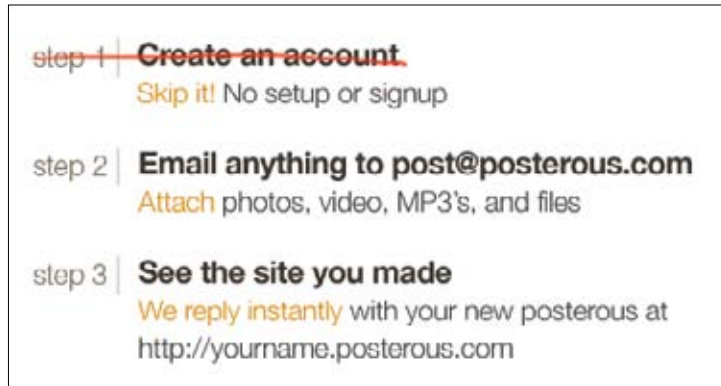 step 1 Create an account
Skip it! No setup or signup
step 2 Email anything to post@posterous.com
Attach photos, video, MP3's, and files
step 3 See the site you made
We reply instantly with your new posterous at
http://yourname.posterous.com